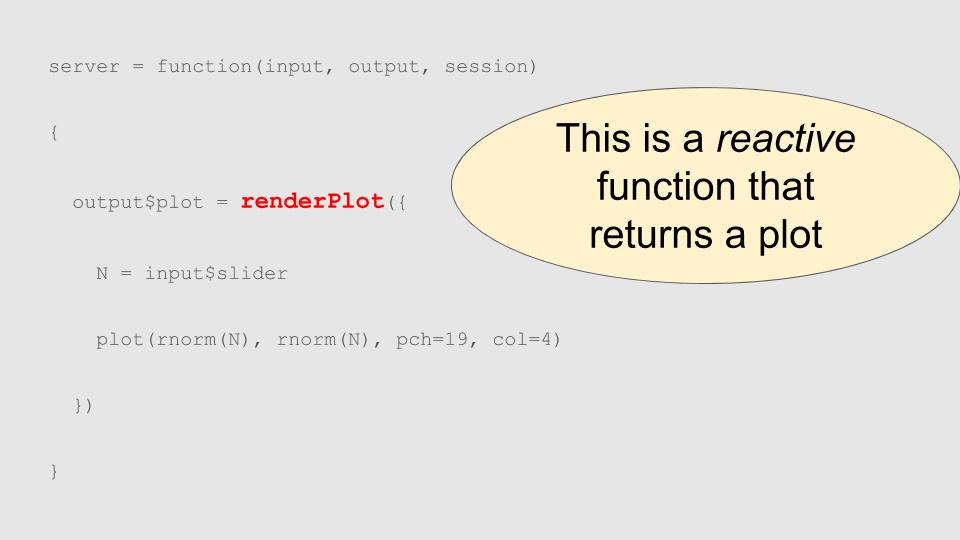 server = function(input, output, session)
{
output$plot = renderPlot({
This is a reactive
function that
returns a plot
N = input$slider
plot(rnorm(N), rnorm(N), pch=19, col=4)
})
}